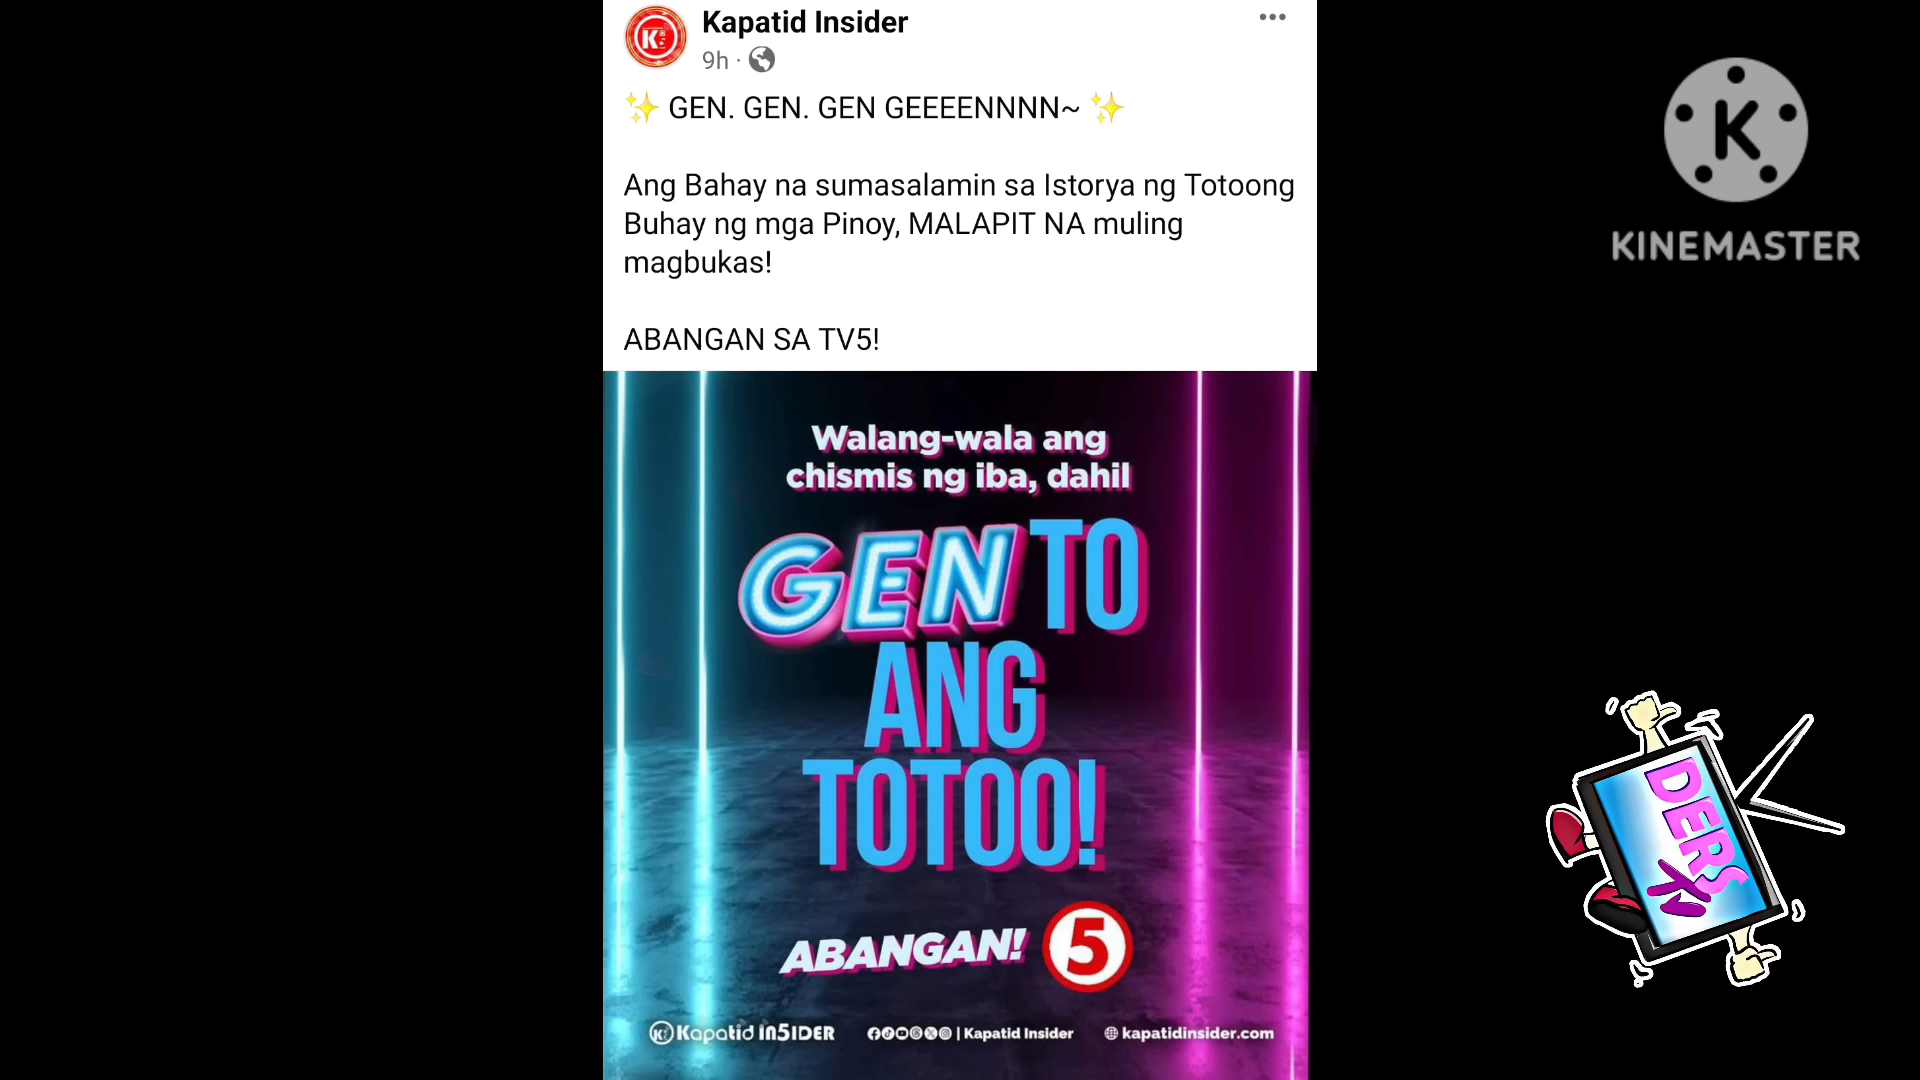 Kapatid Insider
9h ·
✨ GEN. GEN. GEN GEEEENNNN~ ✨
Ang Bahay na sumasalamin sa Istorya ng Totoong
Buhay ng mga Pinoy, MALAPIT NA muling
magbukas!
ABANGAN SA TV5!
Walang-wala ang
chismis ng iba, dahil
GEN TO
ANG
TOTOO!
ABANGAN! 5
Kapatid IN5IDER | Kapatid Insider kapatidinsider.com
K
KINEMASTER
DERS
TV